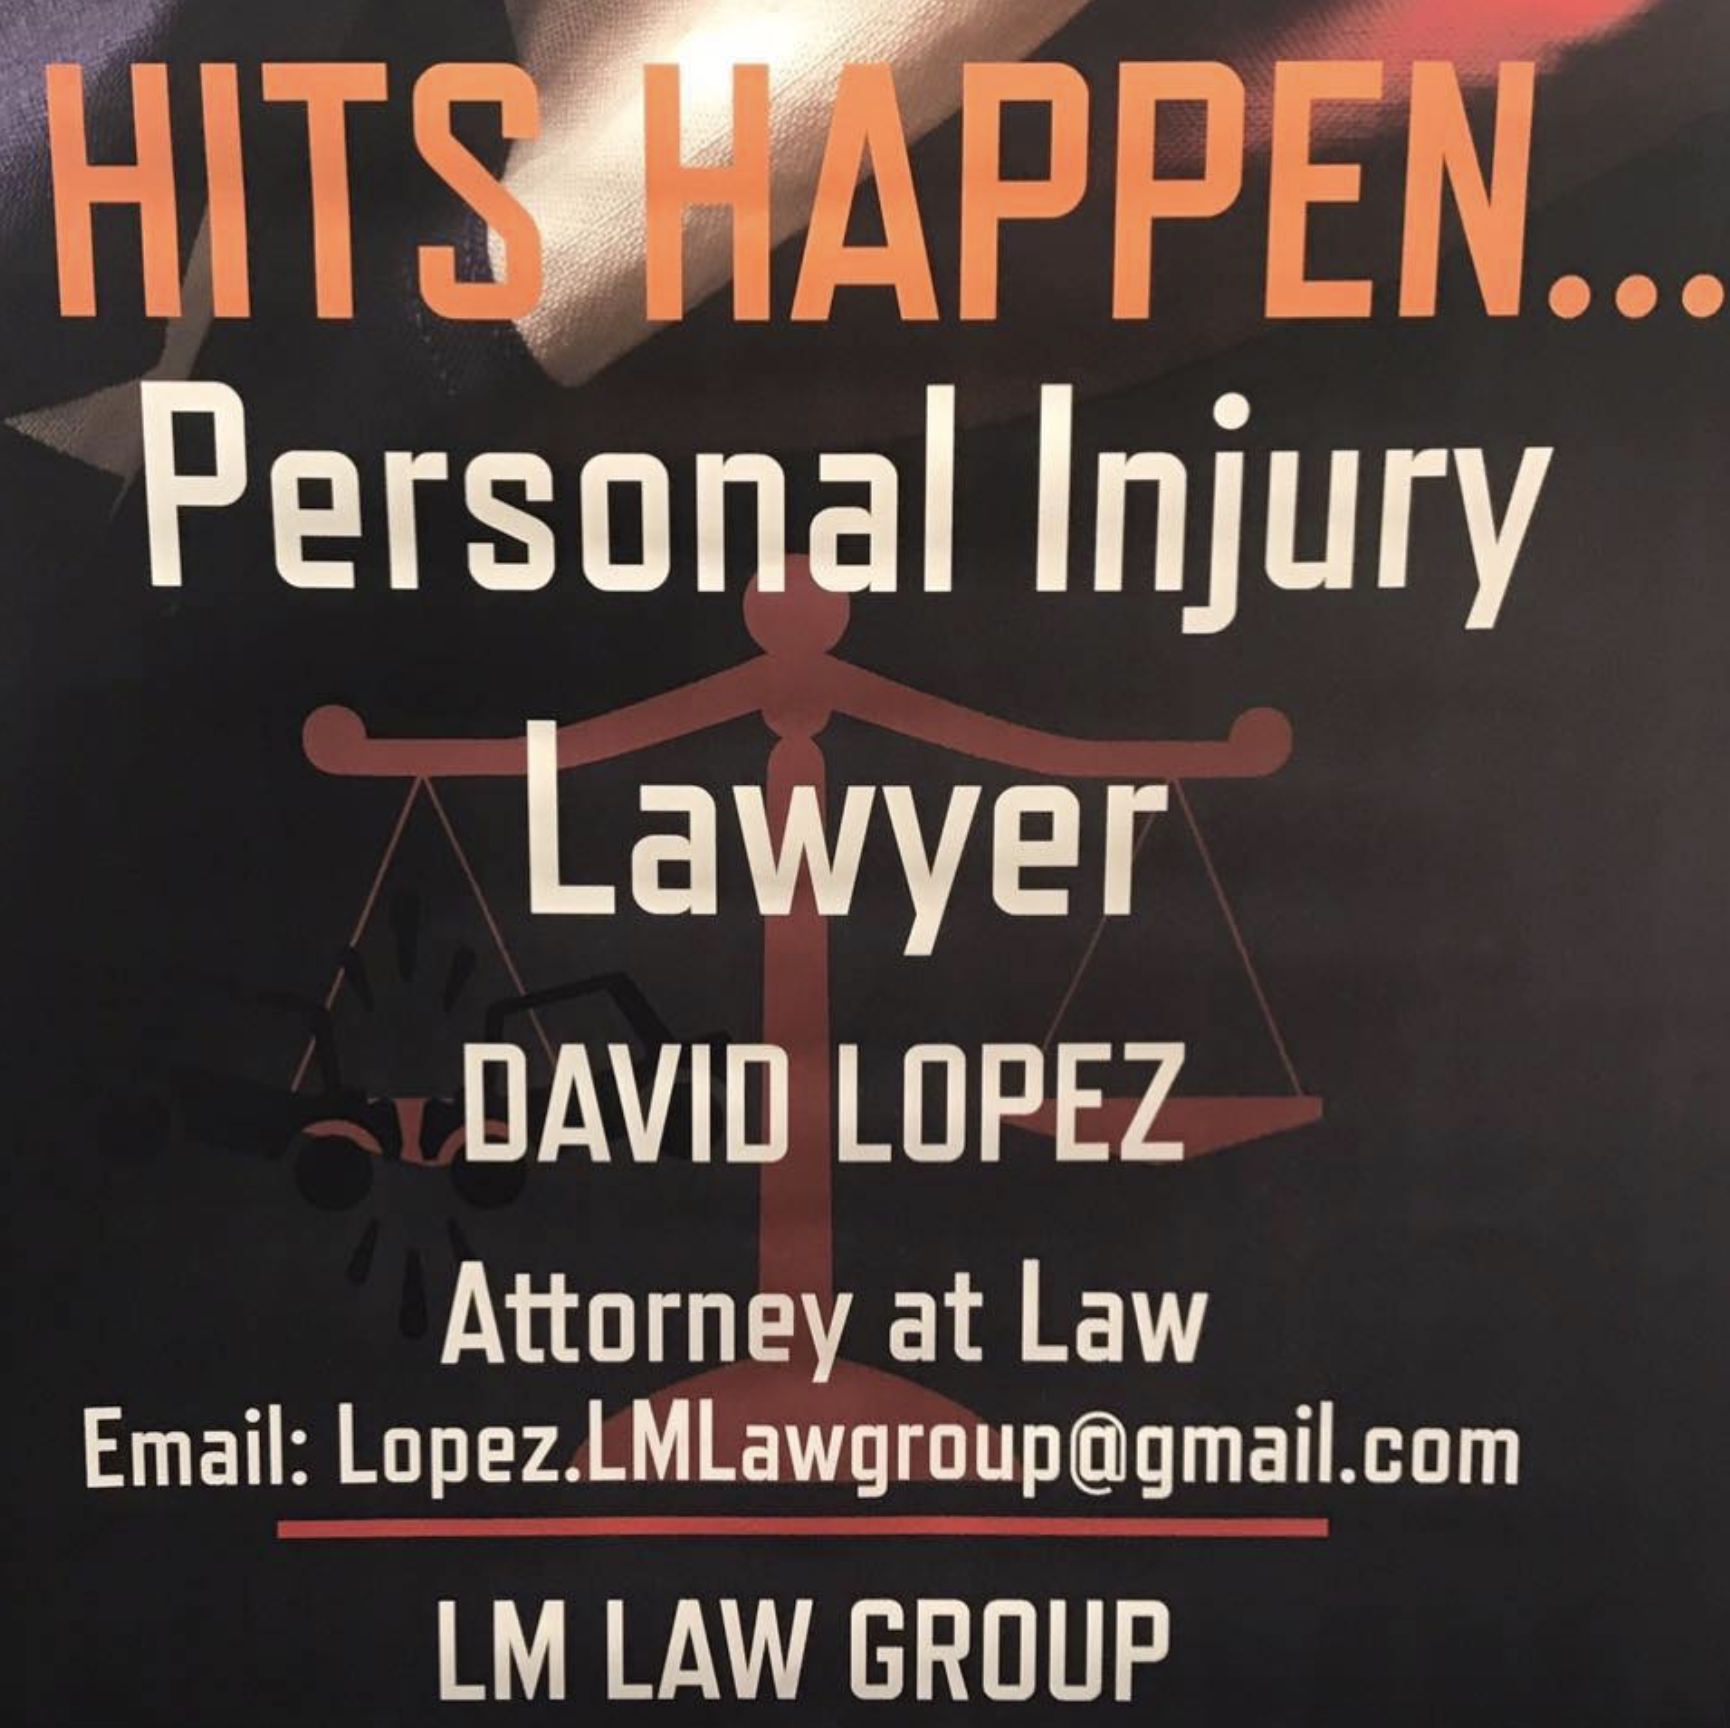 HITS HAPPEN...
Personal Injury
Lawyer
DAVID LOPEZ
Attorney at Law
Email: Lopez.LMLawgroup@gmail.com
LM LAW GROUP